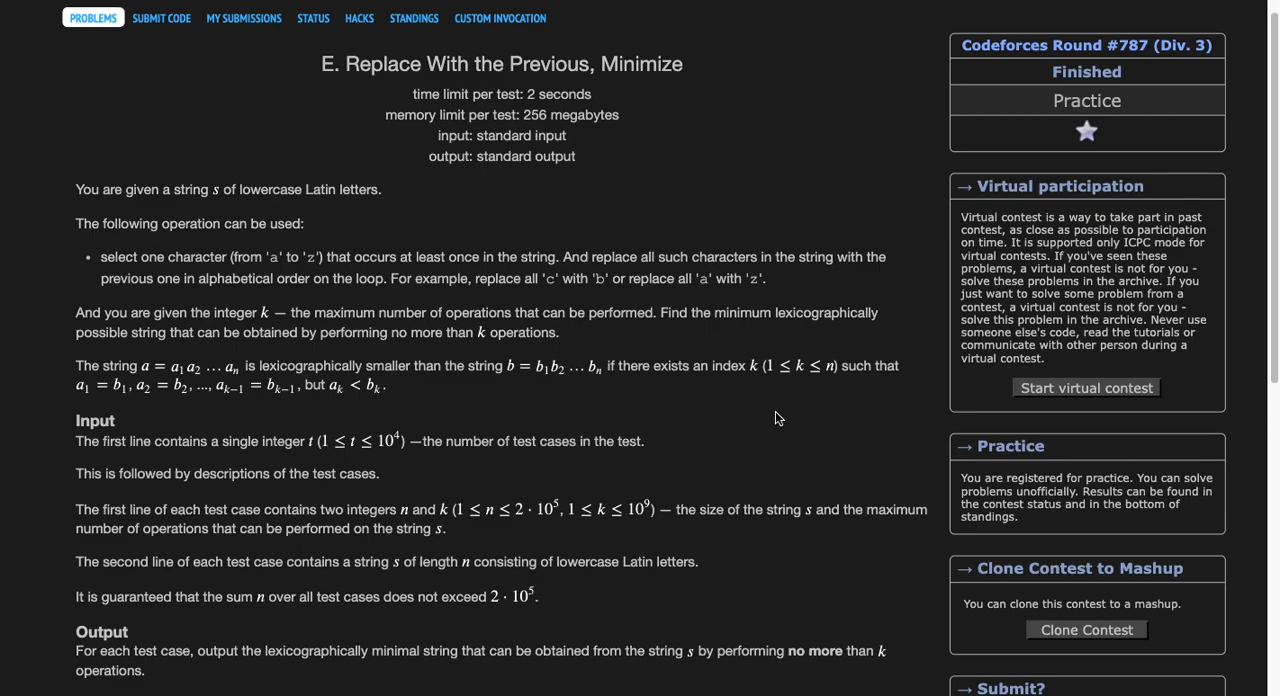 PROBLEMS SUBMIT CODE MY SUBMISSIONS STATUS HACKS STANDINGS CUSTOM INVOCATION
E. Replace With the Previous, Minimize
time limit per test: 2 seconds
memory limit per test: 256 megabytes
input: standard input
output: standard output
You are given a string s of lowercase Latin letters.
The following operation can be used:
• select one character (from 'a' to 'z') that occurs at least once in the string. And replace all such characters in the string with the
previous one in alphabetical order on the loop. For example, replace all 'c' with 'b' or replace all 'a' with 'z'.
And you are given the integer k — the maximum number of operations that can be performed. Find the minimum lexicographically
possible string that can be obtained by performing no more than k operations.
The string a = a₁a₂ … aₙ is lexicographically smaller than the string b = b₁b₂ … bₙ if there exists an index k (1 ≤ k ≤ n) such that
a₁ = b₁, a₂ = b₂, ..., aₖ₋₁ = bₖ₋₁, but aₖ < bₖ.
Input
The first line contains a single integer t (1 ≤ t ≤ 10⁴) —the number of test cases in the test.
This is followed by descriptions of the test cases.
The first line of each test case contains two integers n and k (1 ≤ n ≤ 2 · 10⁵, 1 ≤ k ≤ 10⁹) — the size of the string s and the maximum
number of operations that can be performed on the string s.
The second line of each test case contains a string s of length n consisting of lowercase Latin letters.
It is guaranteed that the sum n over all test cases does not exceed 2 · 10⁵.
Output
For each test case, output the lexicographically minimal string that can be obtained from the string s by performing no more than k
operations.
Codeforces Round #787 (Div. 3)
Finished
Practice
→ Virtual participation
Virtual contest is a way to take part in past
contest, as close as possible to participation
on time. It is supported only ICPC mode for
virtual contests. If you've seen these
problems, a virtual contest is not for you -
solve these problems in the archive. If you
just want to solve some problem from a
contest, a virtual contest is not for you -
solve this problem in the archive. Never use
someone else's code, read the tutorials or
communicate with other person during a
virtual contest.
Start virtual contest
→ Practice
You are registered for practice. You can solve
problems unofficially. Results can be found in
the contest status and in the bottom of
standings.
→ Clone Contest to Mashup
You can clone this contest to a mashup.
Clone Contest
→ Submit?